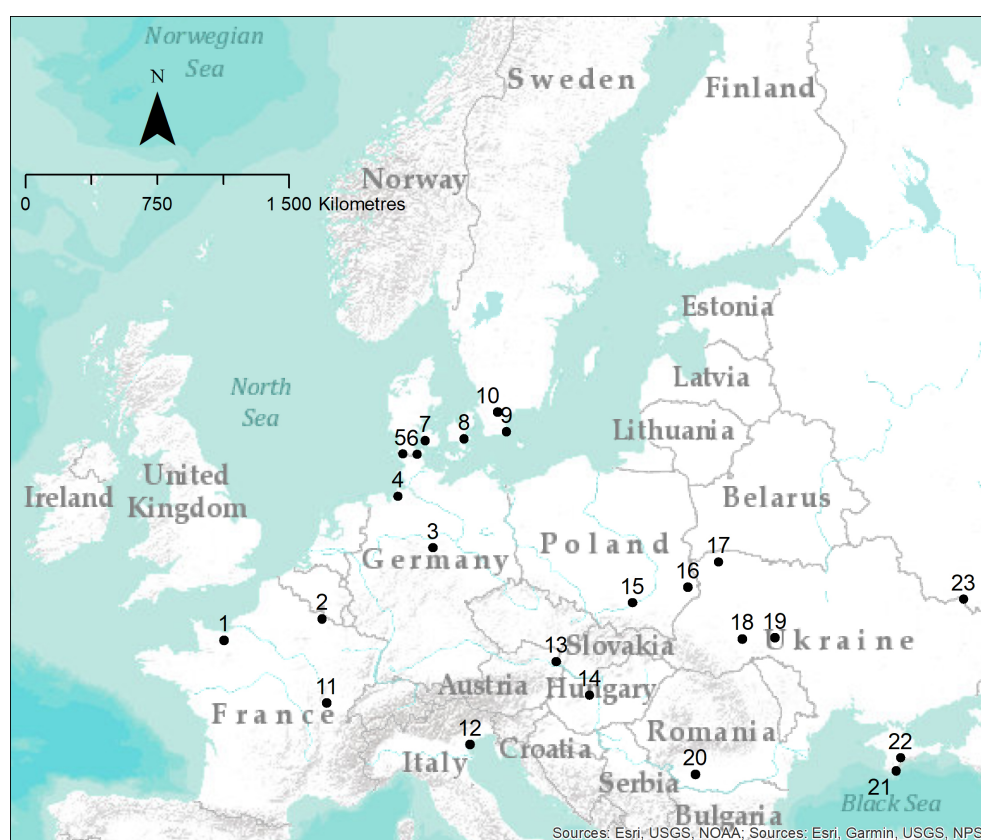 Norwegian
Sea
N
Sweden
Finland
Norway
0 750 1 500 Kilometres
Estonia
North
Sea
Latvia
Lithuania
10
9
7
8
56
4
United
Kingdom
Ireland
Belarus
3
Germany
Poland
17
16
15
23
2
1
18 19
Ukraine
13
Slovakia
14
Hungary
Austria
11
France
12
Italy
Croatia
Romania
20
Serbia
22
21
Black Sea
Bulgaria
Sources: Esri, USGS, NOAA; Sources: Esri, Garmin, USGS, NPS